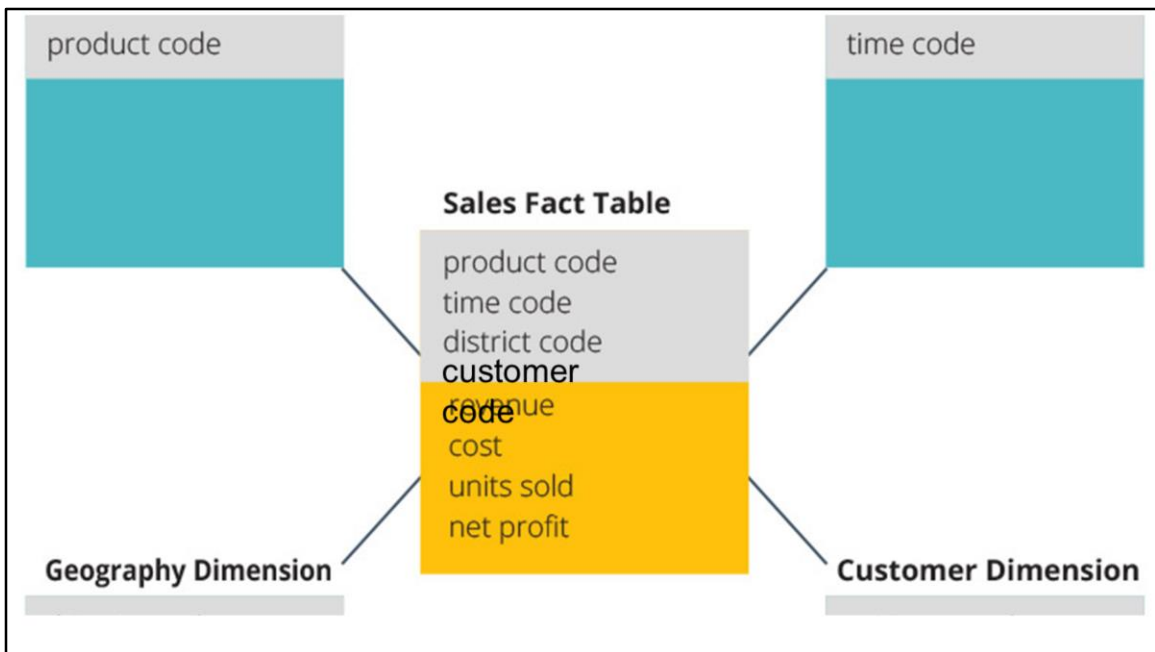 product code
time code
Sales Fact Table
product code
time code
district code
customer
code
revenue
cost
units sold
net profit
Geography Dimension
Customer Dimension